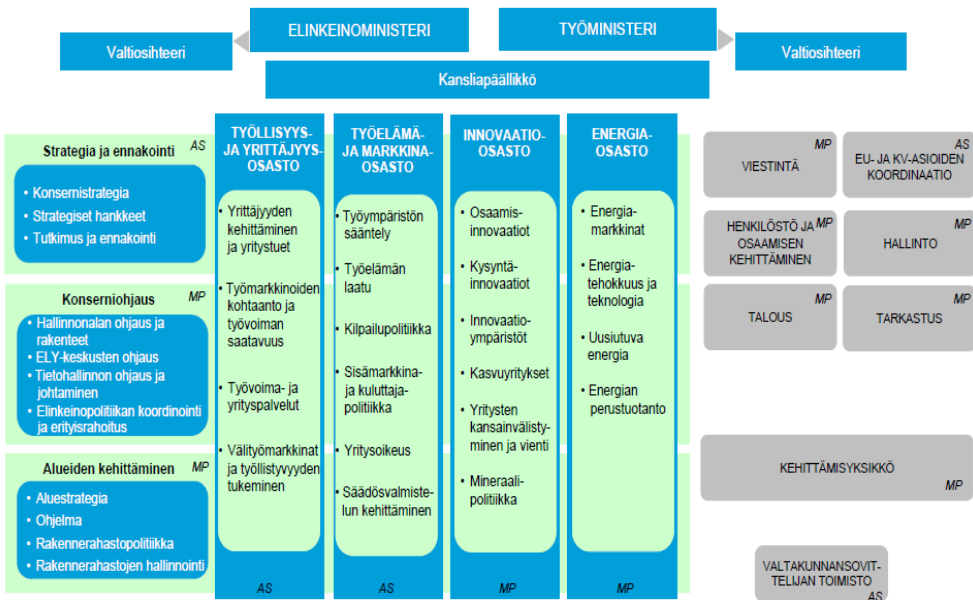 ELINKEINOMINISTERI
TYÖMINISTERI
Valtiosihteeri
Valtiosihteeri
Kansliapäällikkö
Strategia ja ennakointi AS
• Konsernistrategia
• Strategiset hankkeet
• Tutkimus ja ennakointi
Konserniohjaus MP
• Hallinnonalan ohjaus ja
rakenteet
• ELY-keskusten ohjaus
• Tietohallinnon ohjaus ja
johtaminen
• Elinkeinopolitiikan koordinointi
ja erityisrahoitus
Alueiden kehittäminen MP
• Aluestrategia
• Ohjelma
• Rakennerahastopolitiikka
• Rakennerahastojen hallinnointi
TYÖLLISYYS-
JA YRITTÄJYYS-
OSASTO
• Yrittäjyyden
kehittäminen
ja yritystuet
• Työmarkkinoiden
kohtaanto ja
työvoiman
saatavuus
• Työvoima- ja
yrityspalvelut
• Välityömarkkinat
ja työllistyvyyden
tukeminen
AS
TYÖELÄMÄ-
JA MARKKINA-
OSASTO
• Työympäristön
sääntely
• Työelämän
laatu
• Kilpailupolitiikka
• Sisämarkkina-
ja kuluttaja-
politiikka
• Yritysoikeus
• Säädösvalmiste-
lun kehittäminen
AS
INNOVAATIO-
OSASTO
• Osaamis-
innovaatiot
• Kysyntä-
innovaatiot
• Innovaatio-
ympäristöt
• Kasvuyritykset
• Yritysten
kansainvälisty-
minen ja vienti
• Mineraali-
politiikka
MP
ENERGIA-
OSASTO
• Energia-
markkinat
• Energia-
tehokkuus ja
teknologia
• Uusiutuva
energia
• Energian
perustuotanto
MP
MP
VIESTINTÄ
AS
EU- JA KV-ASIOIDEN
KOORDINAATIO
HENKILÖSTÖ JA MP
OSAAMISEN
KEHITTÄMINEN
MP
HALLINTO
MP
TALOUS
MP
TARKASTUS
KEHITTÄMISYKSIKKÖ
MP
VALTAKUNNANSOVIT-
TELIJAN TOIMISTO
AS